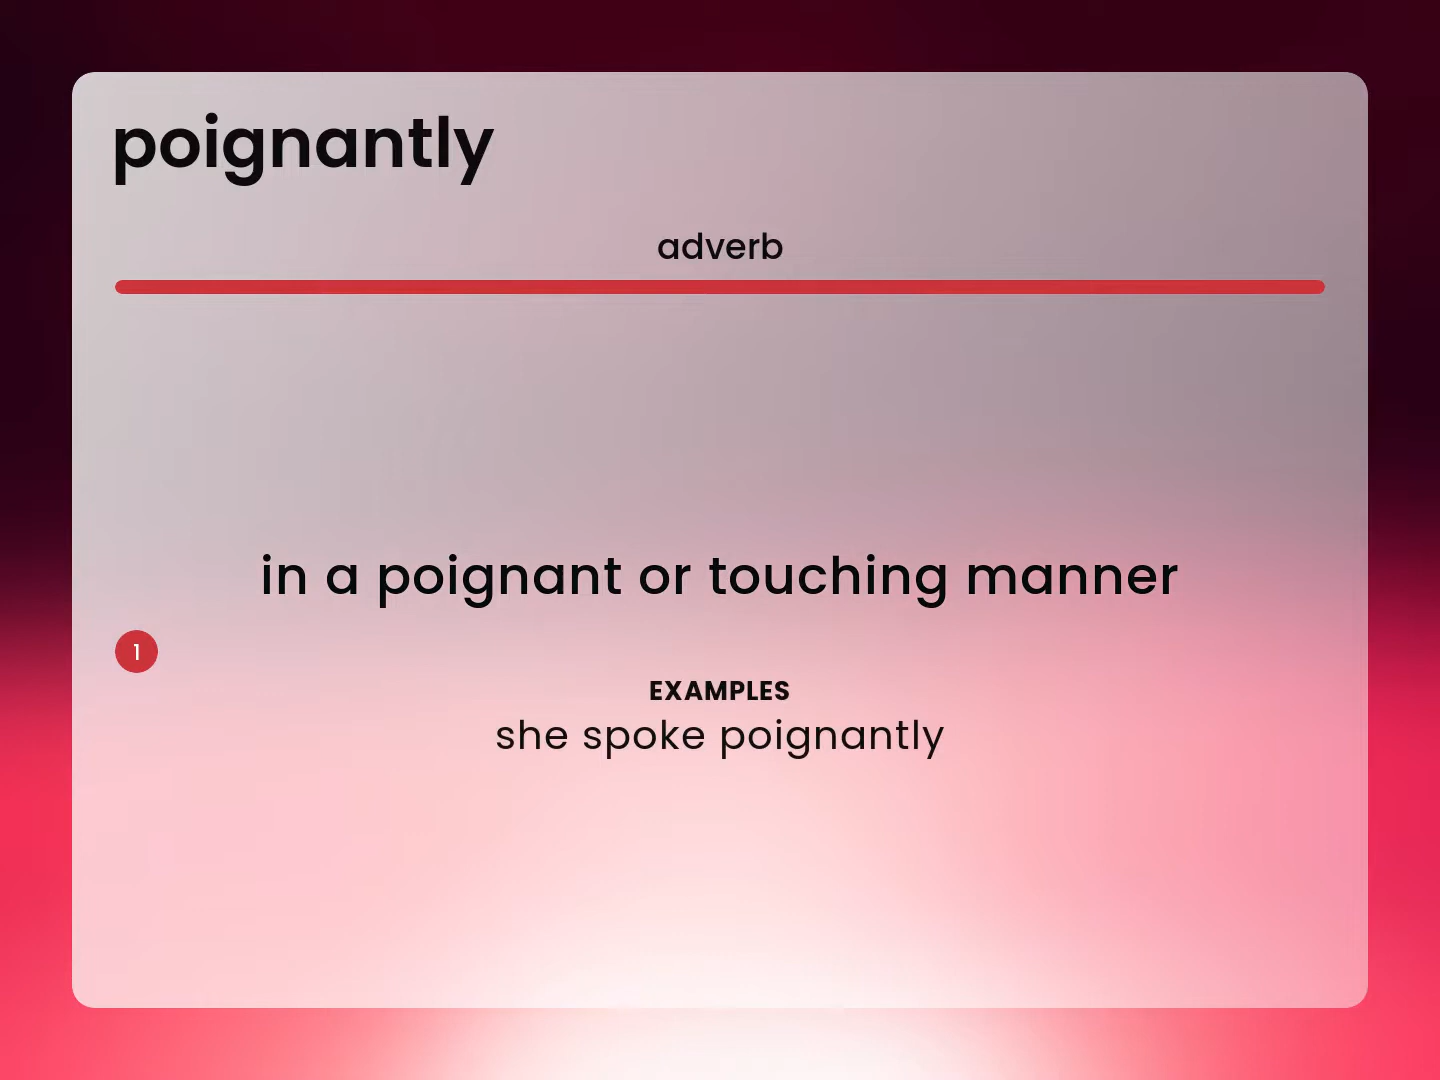 poignantly
adverb
in a poignant or touching manner
1
EXAMPLES
she spoke poignantly